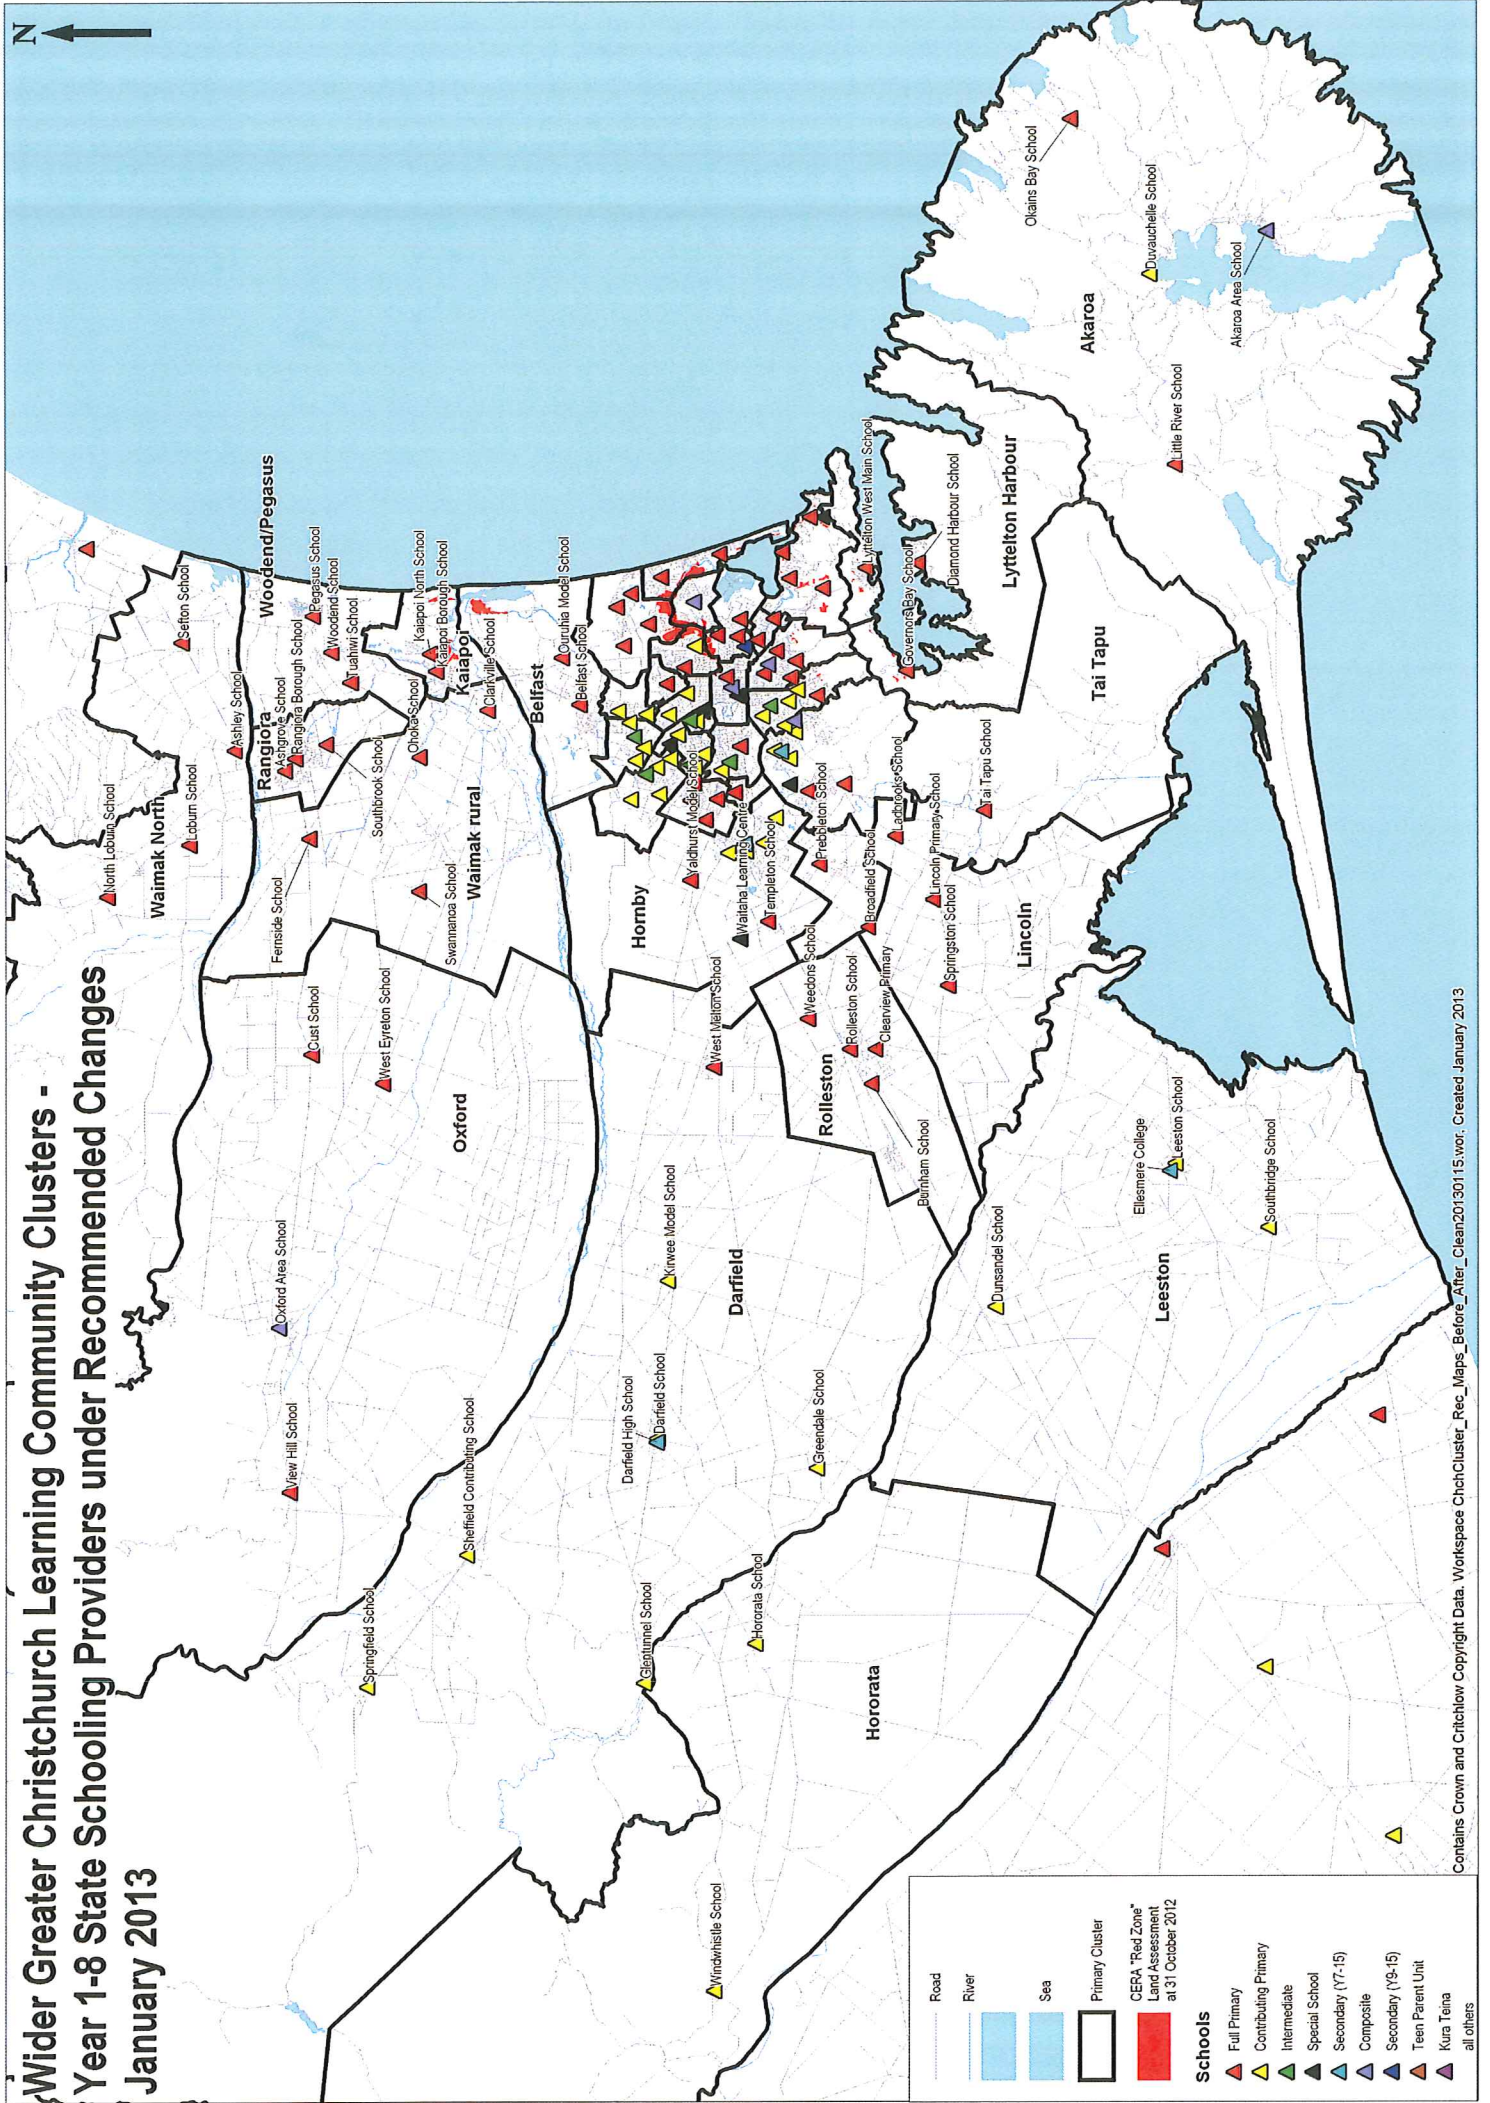 Wider Greater Christchurch Learning Community Clusters -
Year 1-8 State Schooling Providers under Recommended Changes
January 2013
N
North Loburn School
Waimak North
Loburn School
Sefton School
Ashley School
Woodend/Pegasus
Pegasus School
Woodend School
Tuahiwi School
Rangiora
Ashgrove School
Rangiora Borough School
Southbrook School
Fernside School
Kaiapoi North School
Kaiapoi Borough School
Kaiapoi
Clarkville School
Ohoka School
Swannanoa School
Waimak rural
Cust School
West Eyreton School
Oxford
Oxford Area School
View Hill School
Sheffield Contributing School
Springfield School
Belfast
Ouruhia Model School
Belfast School
Hornby
Yaldhurst Model School
Waitaha Learning Centre
Templeton School
West Melton School
Weedons School
Rolleston School
Clearview Primary
Rolleston
Burnham School
Prebbleton School
Broadfield School
Ladbrooks School
Lincoln Primary School
Springston School
Lincoln
Tai Tapu School
Tai Tapu
Lyttelton West Main School
Governors Bay School
Diamond Harbour School
Lyttelton Harbour
Okains Bay School
Duvauchelle School
Akaroa Area School
Akaroa
Little River School
Kirwee Model School
Darfield
Darfield High School
Darfield School
Greendale School
Glentunnel School
Hororata School
Hororata
Windwhistle School
Dunsandel School
Ellesmere College
Leeston School
Southbridge School
Leeston
Road
River
Sea
Primary Cluster
CERA "Red Zone"
Land Assessment
at 31 October 2012
Schools
Full Primary
Contributing Primary
Intermediate
Special School
Secondary (Y7-15)
Composite
Secondary (Y9-15)
Teen Parent Unit
Kura Teina
all others
Contains Crown and Critchlow Copyright Data. Workspace ChchCluster_Rec_Maps_Before_After_Clean20130115.wor, Created January 2013